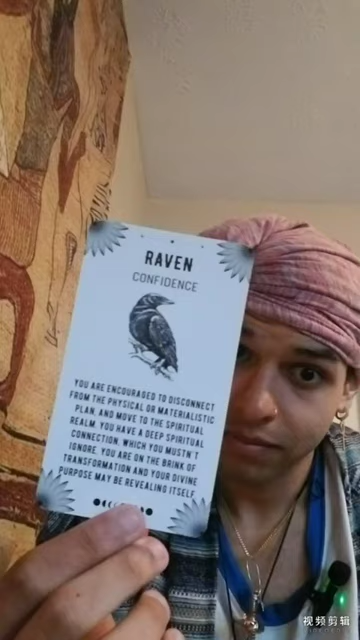 RAVEN
CONFIDENCE
YOU ARE ENCOURAGED TO DISCONNECT
FROM THE PHYSICAL OR MATERIALISTIC
PLAN, AND MOVE TO THE SPIRITUAL
REALM. YOU HAVE A DEEP SPIRITUAL
CONNECTION, WHICH YOU MUSTN'T
IGNORE. YOU ARE ON THE BRINK OF
TRANSFORMATION AND YOUR DIVINE
PURPOSE MAY BE REVEALING ITSELF.
视频剪辑